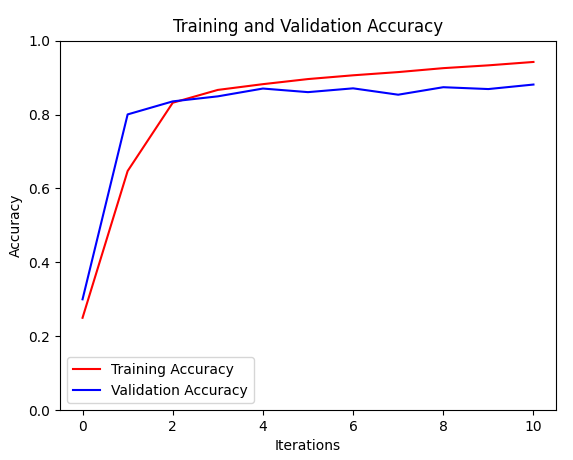 Training and Validation Accuracy
1.0
0.8
0.6
0.4
0.2
0.0
Accuracy
Training Accuracy
Validation Accuracy
0 2 4 6 8 10
Iterations